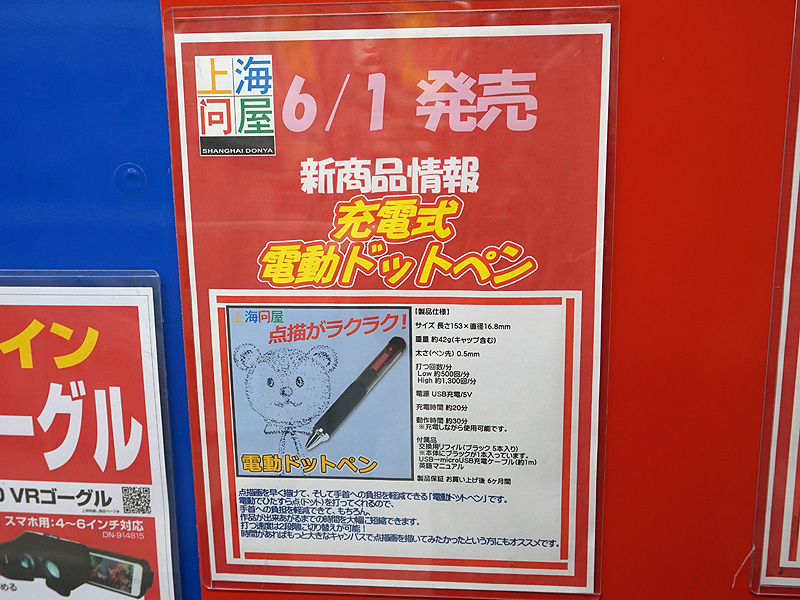 上海
问屋
SHANGHAI DONYA
6/1 発売
新商品情報
充電式
電動ドットペン
上海问屋
点描がラクラク!
電動ドットペン
【製品仕様】
サイズ 長さ153×直径16.8mm
重量 約42g(キャップ含む)
太さ(ペン先) 0.5mm
打つ回数/分
Low 約500回/分
High 約1,300回/分
電源 USB充電/5V
充電時間 約20分
動作時間 約30分
※充電しながら使用可能です。
付属品
交換用リフィル(ブラック 5本入り)
※本体にブラックが1本入っています。
USB→microUSB充電ケーブル(約1m)
英語マニュアル
製品保証 お買い上げ後 6ヶ月間
点描画を早く描けて、そして手首への負担を軽減できる「電動ドットペン」です。
電動でひたすら点(ドット)を打ってくれるので、
手首への負担を軽減できて、もちろん、
作品が出来あがるまでの時間を大幅に短縮できます。
打つ速度は2段階に切り替えが可能!
時間があればもっと大きなキャンバスで点描画を描いてみたかったという方にもオススメです。
イン
ーグル
VRゴーグル
スマホ用:4~6インチ対応
DN-914815
める